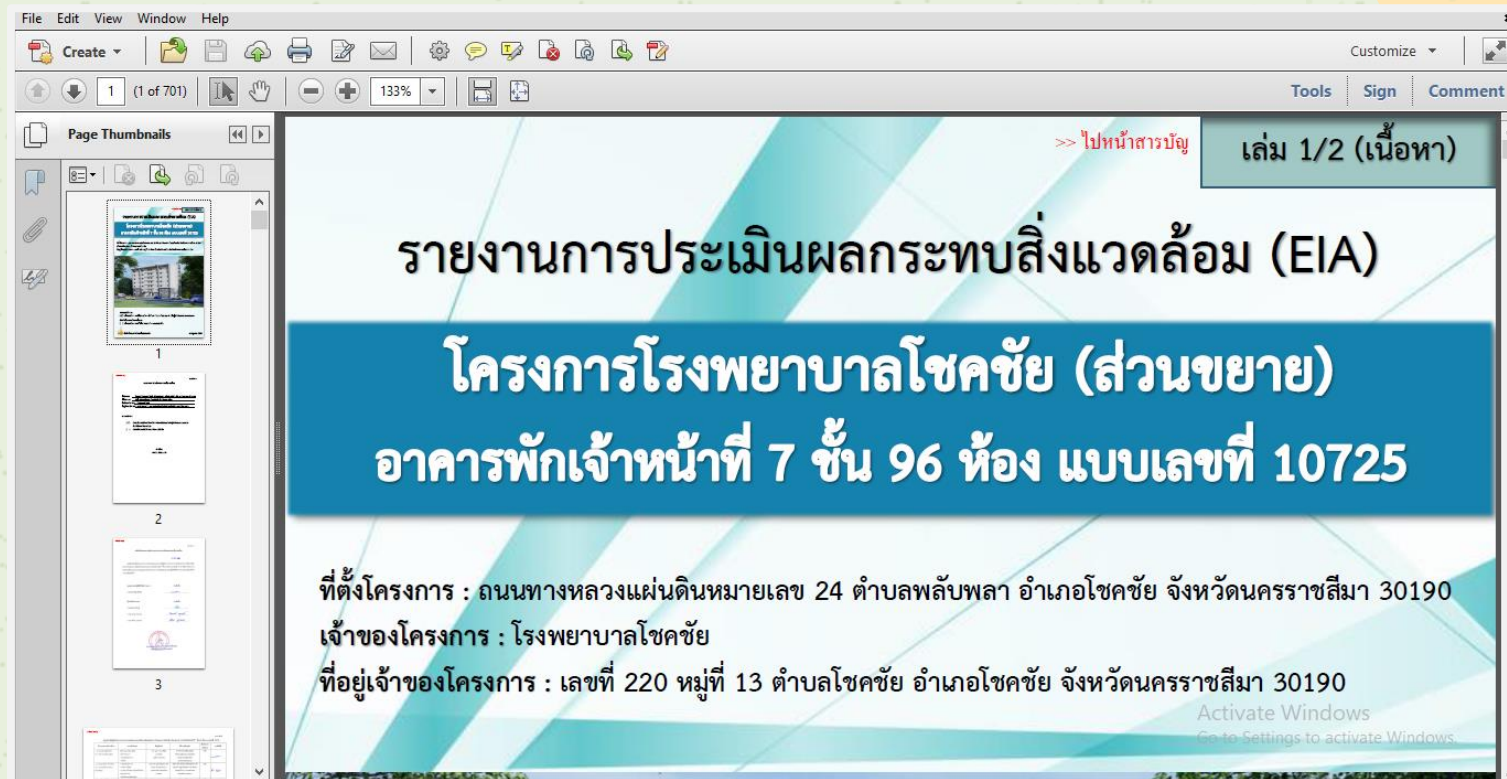 File Edit View Window Help
Create Customize
1 (1 of 701) 133% Tools Sign Comment
Page Thumbnails
1
2
3
>> ไปหน้าสารบัญ
เล่ม 1/2 (เนื้อหา)
รายงานการประเมินผลกระทบสิ่งแวดล้อม (EIA)
โครงการโรงพยาบาลโชคชัย (ส่วนขยาย)
อาคารพักเจ้าหน้าที่ 7 ชั้น 96 ห้อง แบบเลขที่ 10725
ที่ตั้งโครงการ : ถนนทางหลวงแผ่นดินหมายเลข 24 ตำบลพลับพลา อำเภอโชคชัย จังหวัดนครราชสีมา 30190
เจ้าของโครงการ : โรงพยาบาลโชคชัย
ที่อยู่เจ้าของโครงการ : เลขที่ 220 หมู่ที่ 13 ตำบลโชคชัย อำเภอโชคชัย จังหวัดนครราชสีมา 30190
Activate Windows
Go to Settings to activate Windows.